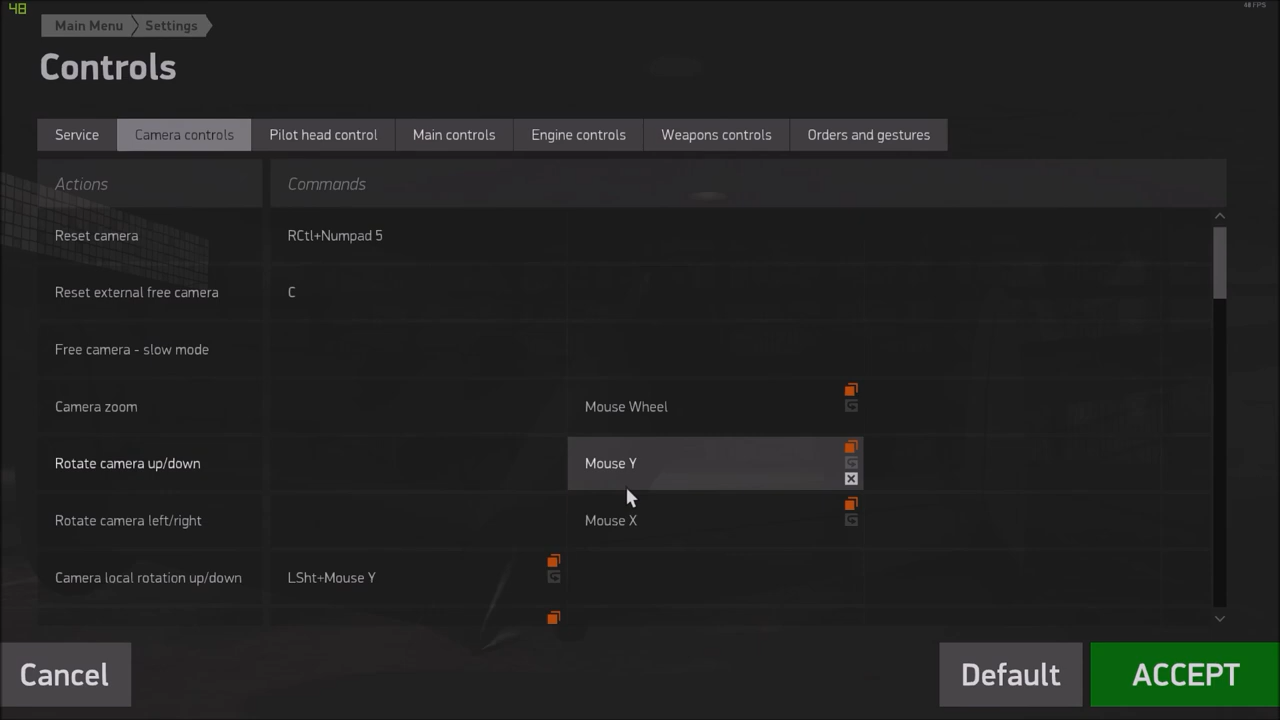 48
48 FPS
Main Menu Settings
Controls
Service Camera controls Pilot head control Main controls Engine controls Weapons controls Orders and gestures
Actions Commands
Reset camera RCtl+Numpad 5
Reset external free camera C
Free camera - slow mode
Camera zoom Mouse Wheel
Rotate camera up/down Mouse Y
Rotate camera left/right Mouse X
Camera local rotation up/down LSht+Mouse Y
Cancel Default ACCEPT